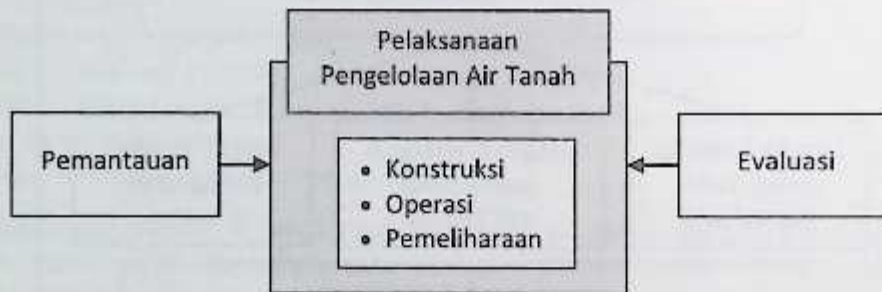 Pelaksanaan
Pengelolaan Air Tanah
Pemantauan
• Konstruksi
• Operasi
• Pemeliharaan
Evaluasi